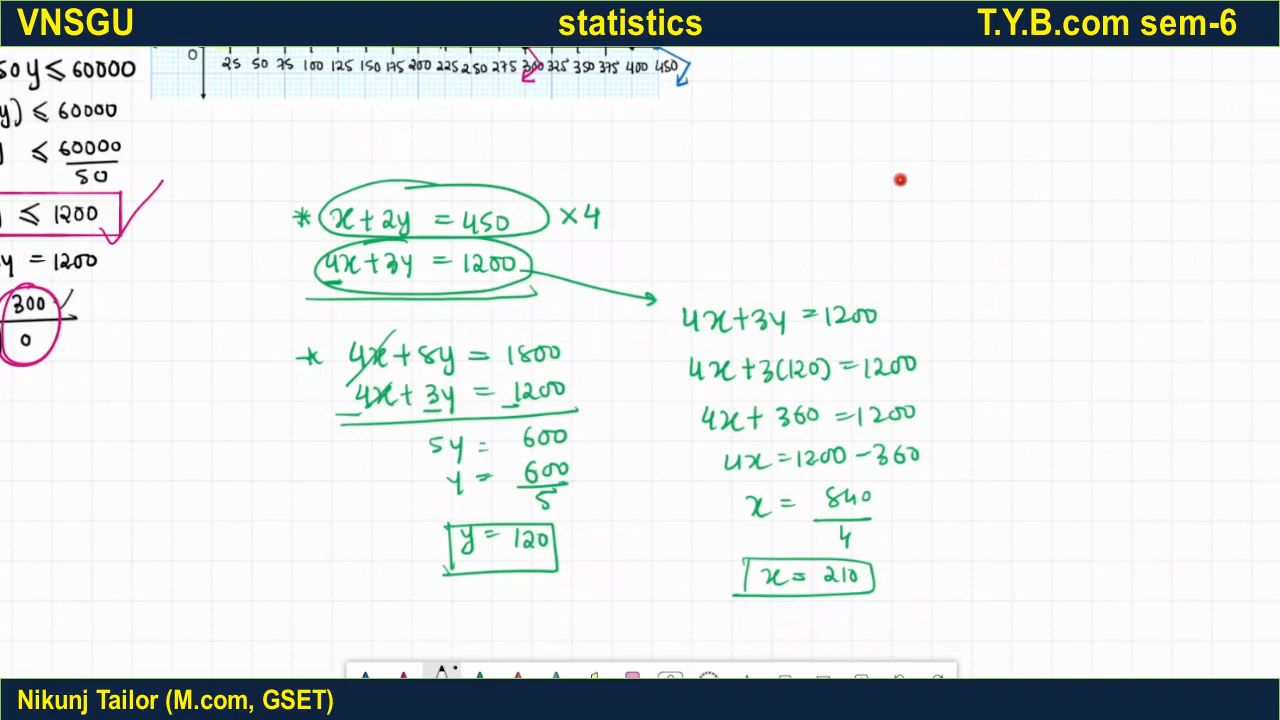 VNSGU statistics T.Y.B.com sem-6
0 25 50 75 100 125 150 175 200 225 250 275 300 325 350 375 400 450
50y ≤ 60000
y) ≤ 60000
≤ 60000/50
≤ 1200
y = 1200
300
0
* x+2y = 450 ×4
4x+3y = 1200
* 4x+8y = 1800
4x+3y = 1200
5y = 600
y = 600/5
y = 120
4x+3y = 1200
4x+3(120) = 1200
4x+ 360 = 1200
4x = 1200 - 360
x = 840/4
x = 210
Nikunj Tailor (M.com, GSET)